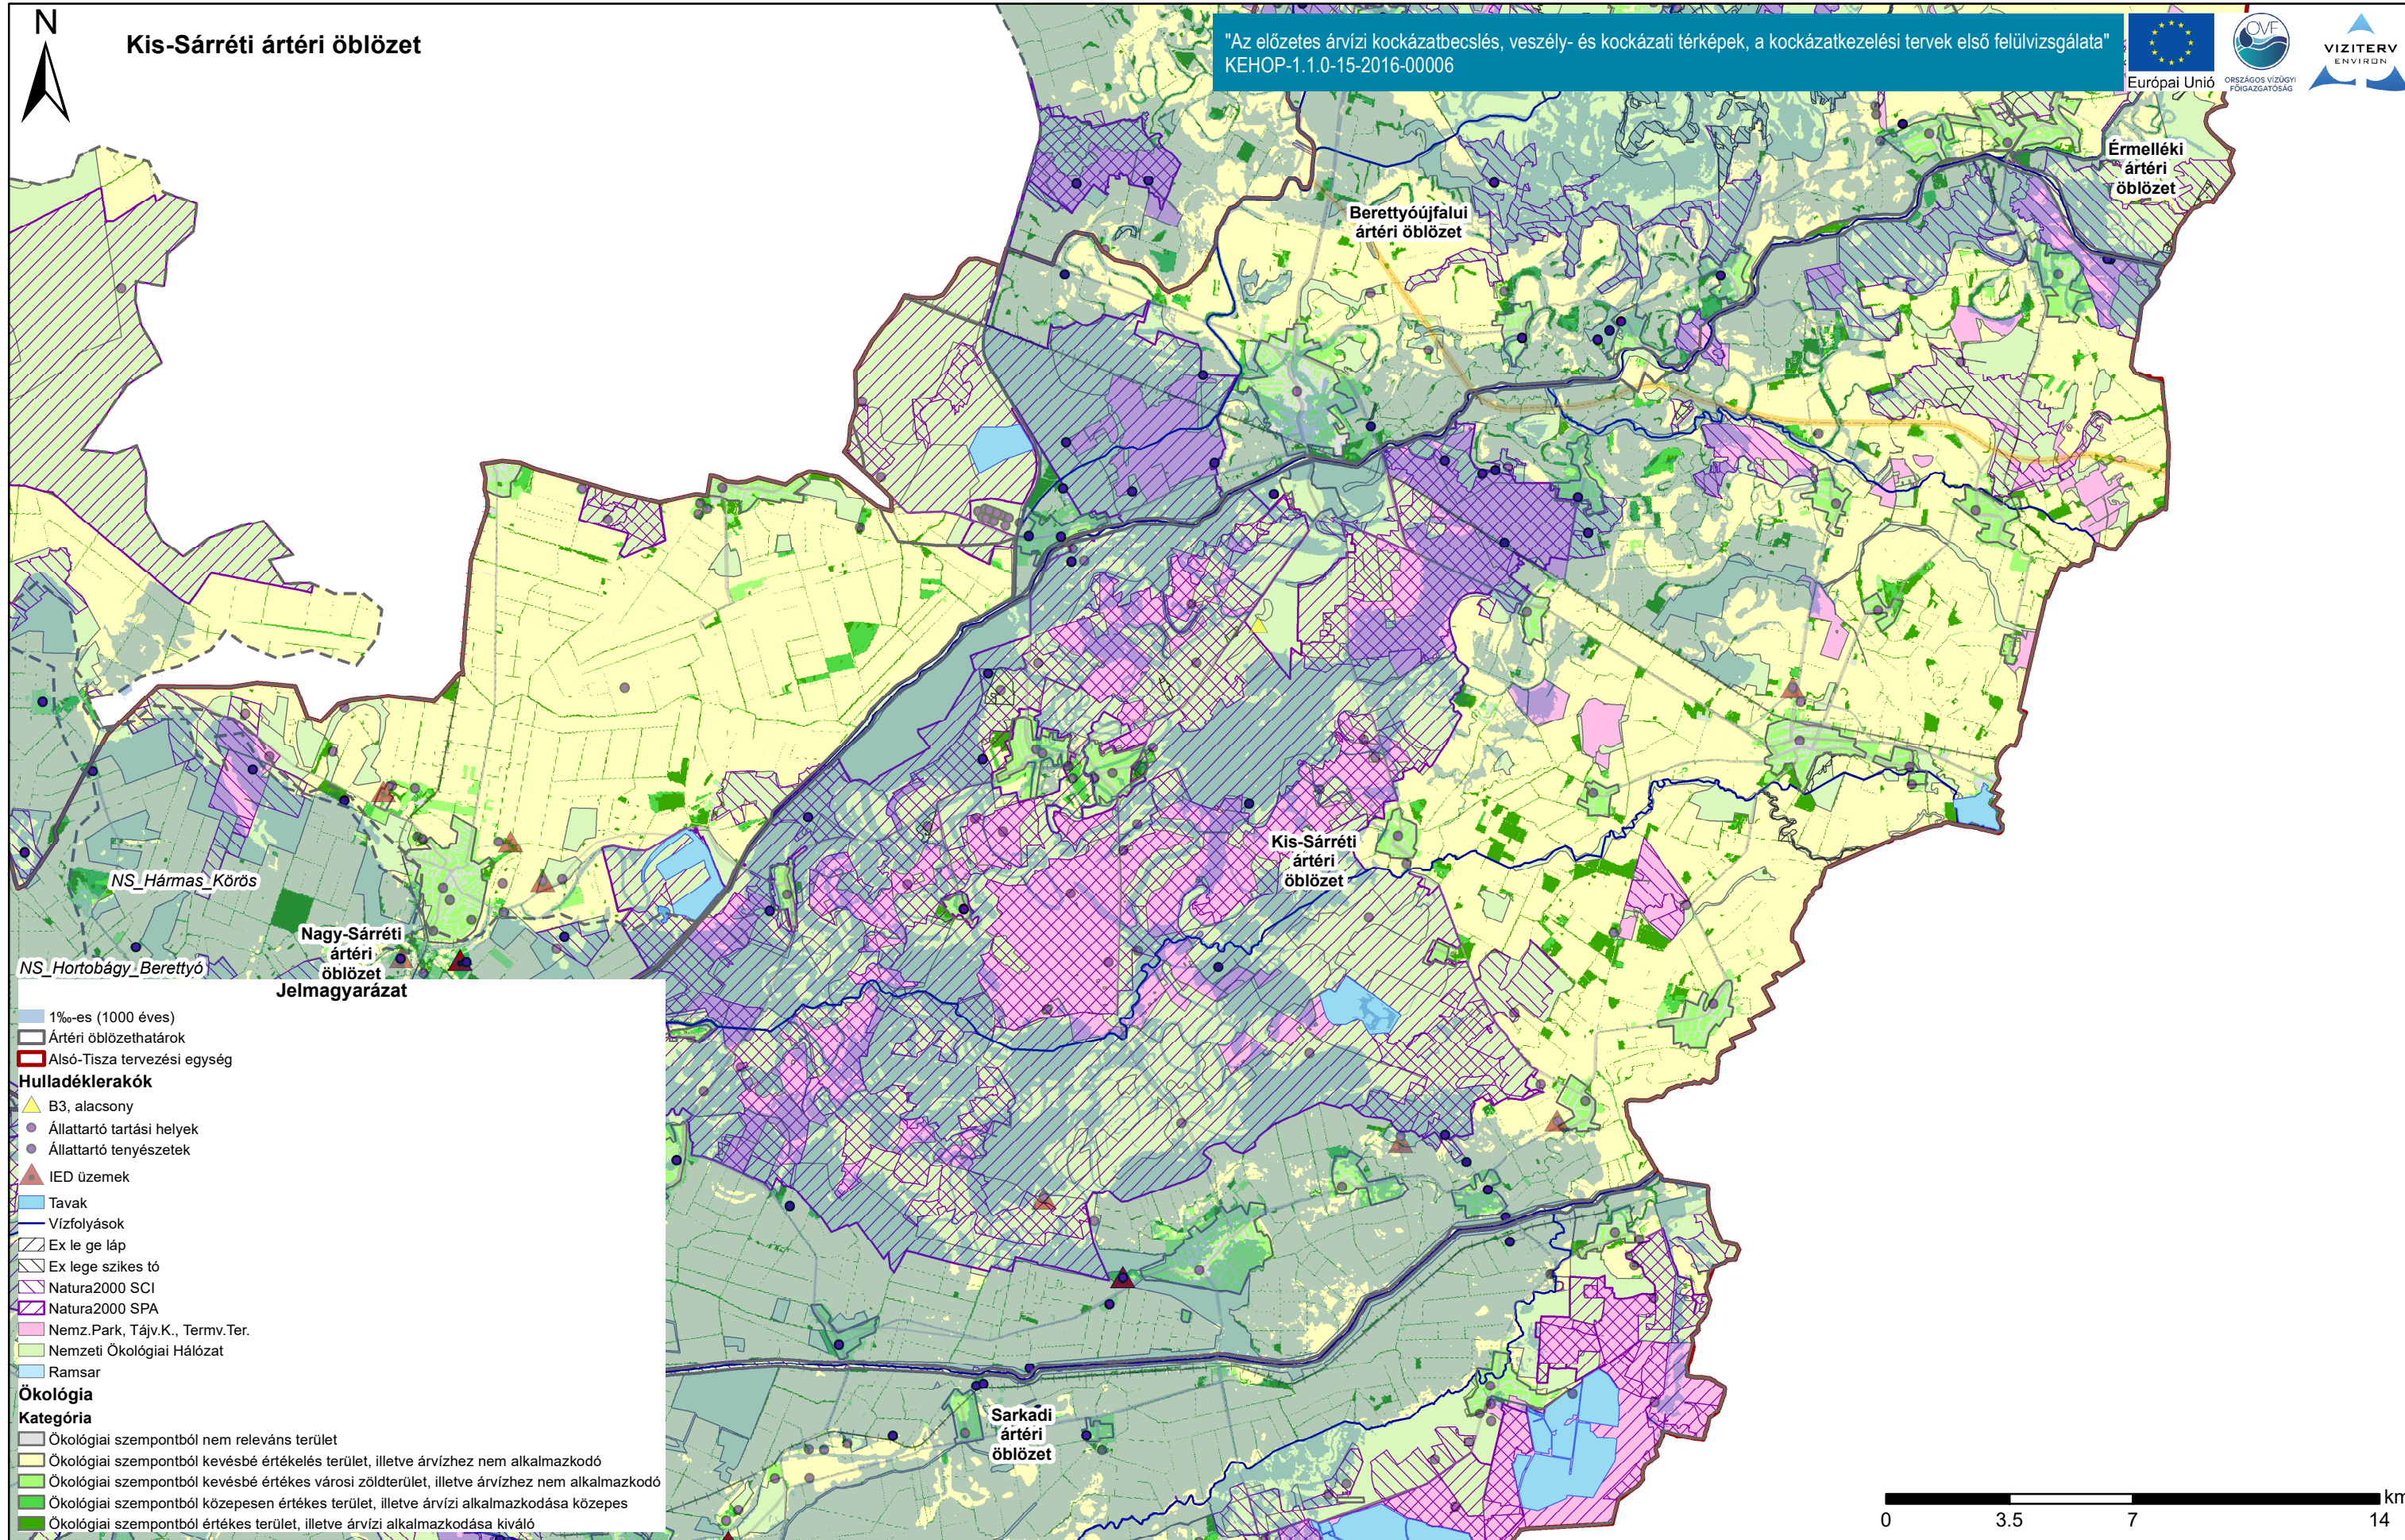 N
Kis-Sárréti ártéri öblözet
"Az előzetes árvízi kockázatbecslés, veszély- és kockázati térképek, a kockázatkezelési tervek első felülvizsgálata"
KEHOP-1.1.0-15-2016-00006
Európai Unió
OVF
ORSZÁGOS VÍZÜGYI
FŐIGAZGATÓSÁG
VIZITERV
ENVIRON
Érmelléki
ártéri
öblözet
Berettyóújfalui
ártéri öblözet
Kis-Sárréti
ártéri
öblözet
NS_Hármas_Körös
Nagy-Sárréti
ártéri
öblözet
NS_Hortobágy_Berettyó
Sarkadi
ártéri
öblözet
Jelmagyarázat
1‰-es (1000 éves)
Ártéri öblözethatárok
Alsó-Tisza tervezési egység
Hulladéklerakók
B3, alacsony
Állattartó tartási helyek
Állattartó tenyészetek
IED üzemek
Tavak
Vízfolyások
Ex le ge láp
Ex lege szikes tó
Natura2000 SCI
Natura2000 SPA
Nemz.Park, Tájv.K., Termv.Ter.
Nemzeti Ökológiai Hálózat
Ramsar
Ökológia
Kategória
Ökológiai szempontból nem releváns terület
Ökológiai szempontból kevésbé értékelés terület, illetve árvízhez nem alkalmazkodó
Ökológiai szempontból kevésbé értékes városi zöldterület, illetve árvízhez nem alkalmazkodó
Ökológiai szempontból közepesen értékes terület, illetve árvízi alkalmazkodása közepes
Ökológiai szempontból értékes terület, illetve árvízi alkalmazkodása kiváló
km
0 3.5 7 14